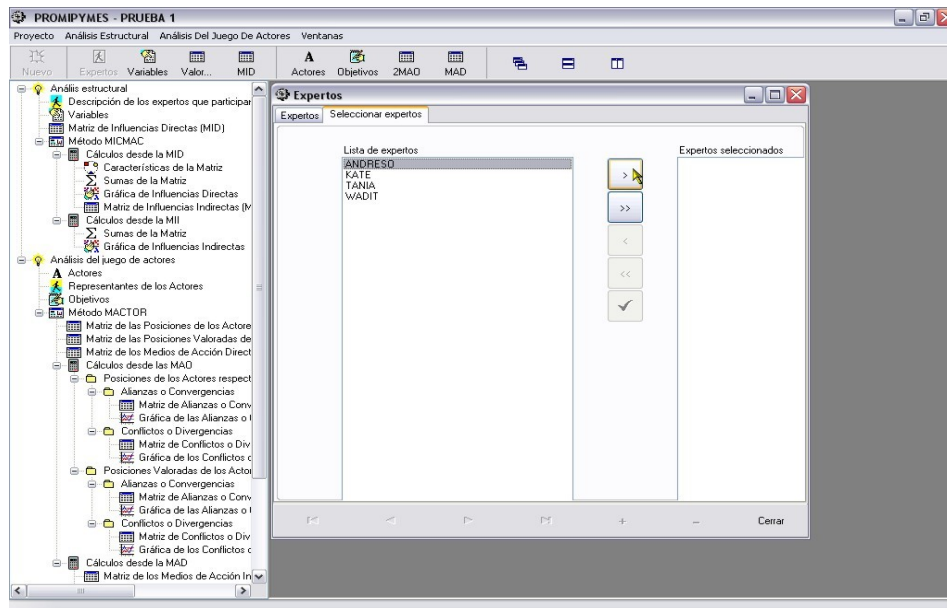 PROMIPYMES - PRUEBA 1
Proyecto Análisis Estructural Análisis Del Juego De Actores Ventanas
Nuevo Expertos Variables Valor... MID Actores Objetivos 2MAO MAD
Análiis estructural
Descripción de los expertos que participar
Variables
Matriz de Influencias Directas (MID)
Método MICMAC
Cálculos desde la MID
Características de la Matriz
Sumas de la Matriz
Gráfica de Influencias Directas
Matriz de Influencias Indirectas (M
Cálculos desde la MII
Sumas de la Matriz
Gráfica de Influencias Indirectas
Análisis del juego de actores
Actores
Representantes de los Actores
Objetivos
Método MACTOR
Matriz de las Posiciones de los Actore
Matriz de las Posiciones Valoradas de
Matriz de los Medios de Acción Direct
Cálculos desde las MAO
Posiciones de los Actores respect
Alianzas o Convergencias
Matriz de Alianzas o Conv
Gráfica de las Alianzas o
Conflictos o Divergencias
Matriz de Conflictos o Div
Gráfica de los Conflictos
Posiciones Valoradas de los Actor
Alianzas o Convergencias
Matriz de Alianzas o Conv
Gráfica de las Alianzas o
Conflictos o Divergencias
Matriz de Conflictos o Div
Gráfica de los Conflictos
Cálculos desde la MAD
Matriz de los Medios de Acción In
Expertos
Expertos Seleccionar expertos
Lista de expertos
ANDRESO
KATE
TANIA
WADIT
>
>>
<
<<
Expertos seleccionados
Cerrar